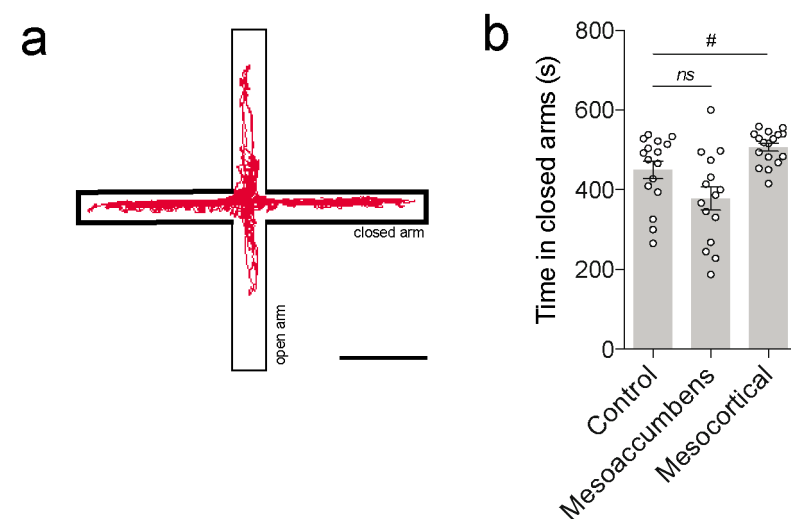 a
closed arm
open arm
b
Time in closed arms (s)
800
600
400
200
0
#
ns
Control
Mesoaccumbens
Mesocortical